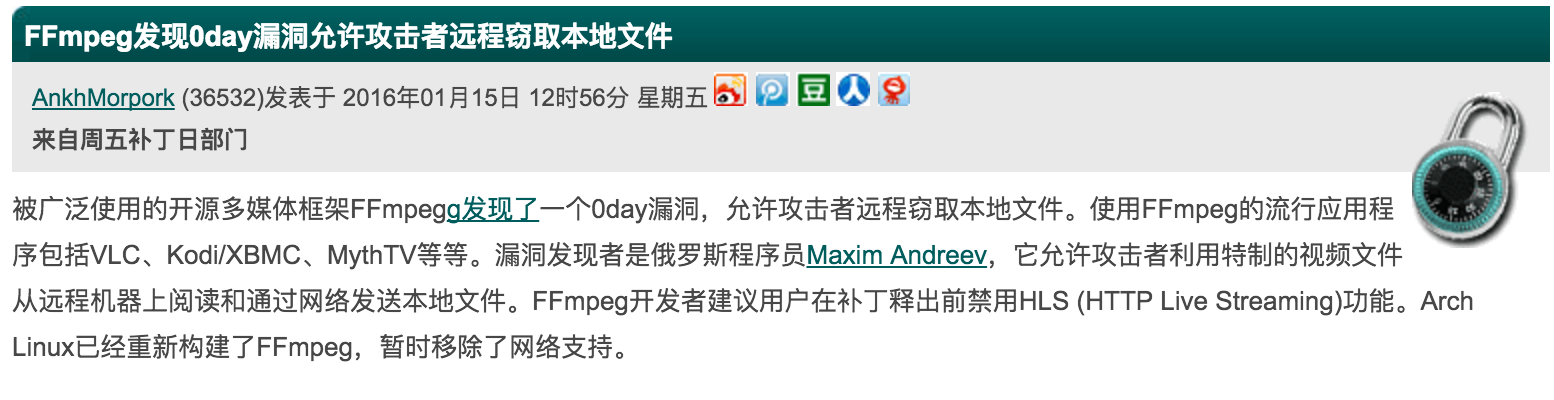 FFmpeg发现0day漏洞允许攻击者远程窃取本地文件
AnkhMorpork (36532)发表于 2016年01月15日 12时56分 星期五 豆
来自周五补丁日部门
被广泛使用的开源多媒体框架FFmpegg发现了一个0day漏洞，允许攻击者远程窃取本地文件。使用FFmpeg的流行应用程
序包括VLC、Kodi/XBMC、MythTV等等。漏洞发现者是俄罗斯程序员Maxim Andreev，它允许攻击者利用特制的视频文件
从远程机器上阅读和通过网络发送本地文件。FFmpeg开发者建议用户在补丁释出前禁用HLS (HTTP Live Streaming)功能。Arch
Linux已经重新构建了FFmpeg，暂时移除了网络支持。